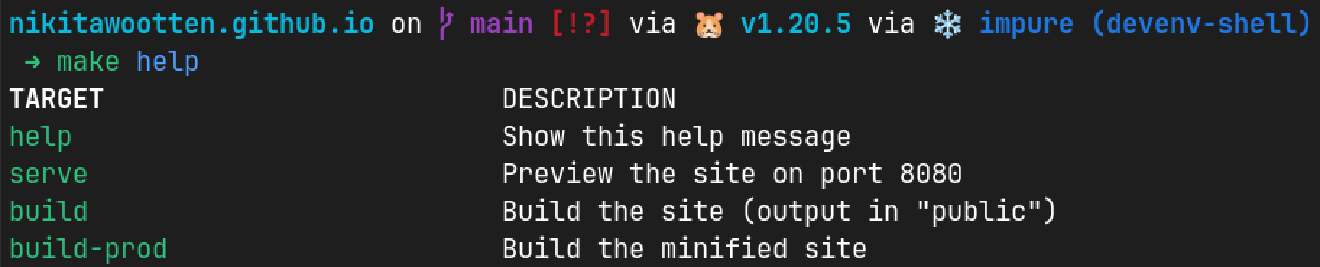 nikitawootten.github.io on main [!?] via 🐹 v1.20.5 via ❄️ impure (devenv-shell)
→ make help
TARGET DESCRIPTION
help Show this help message
serve Preview the site on port 8080
build Build the site (output in "public")
build-prod Build the minified site